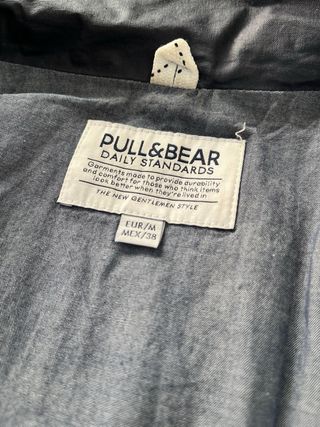 PULL&BEAR
DAILY STANDARDS
Garments made to provide durability
and comfort for those who think items
look better when they're lived in
THE NEW GENTLEMEN STYLE
EUR/M
MEX/38